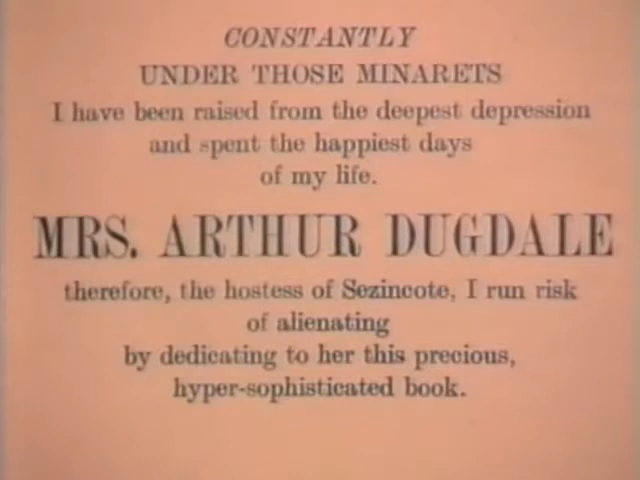 CONSTANTLY
UNDER THOSE MINARETS
I have been raised from the deepest depression
and spent the happiest days
of my life.
MRS. ARTHUR DUGDALE
therefore, the hostess of Sezincote, I run risk
of alienating
by dedicating to her this precious,
hyper-sophisticated book.